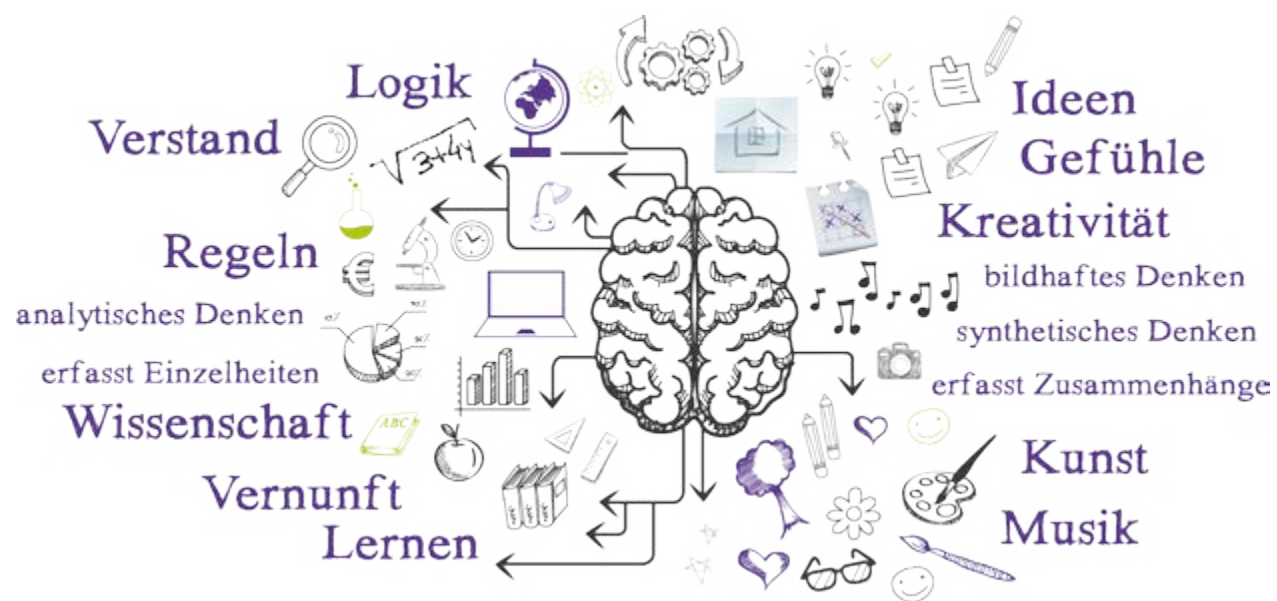 Logik
Verstand
√3+4y
Regeln
analytisches Denken
erfasst Einzelheiten
Wissenschaft
ABC
Vernunft
Lernen
Ideen
Gefühle
Kreativität
bildhaftes Denken
synthetisches Denken
erfasst Zusammenhänge
Kunst
Musik